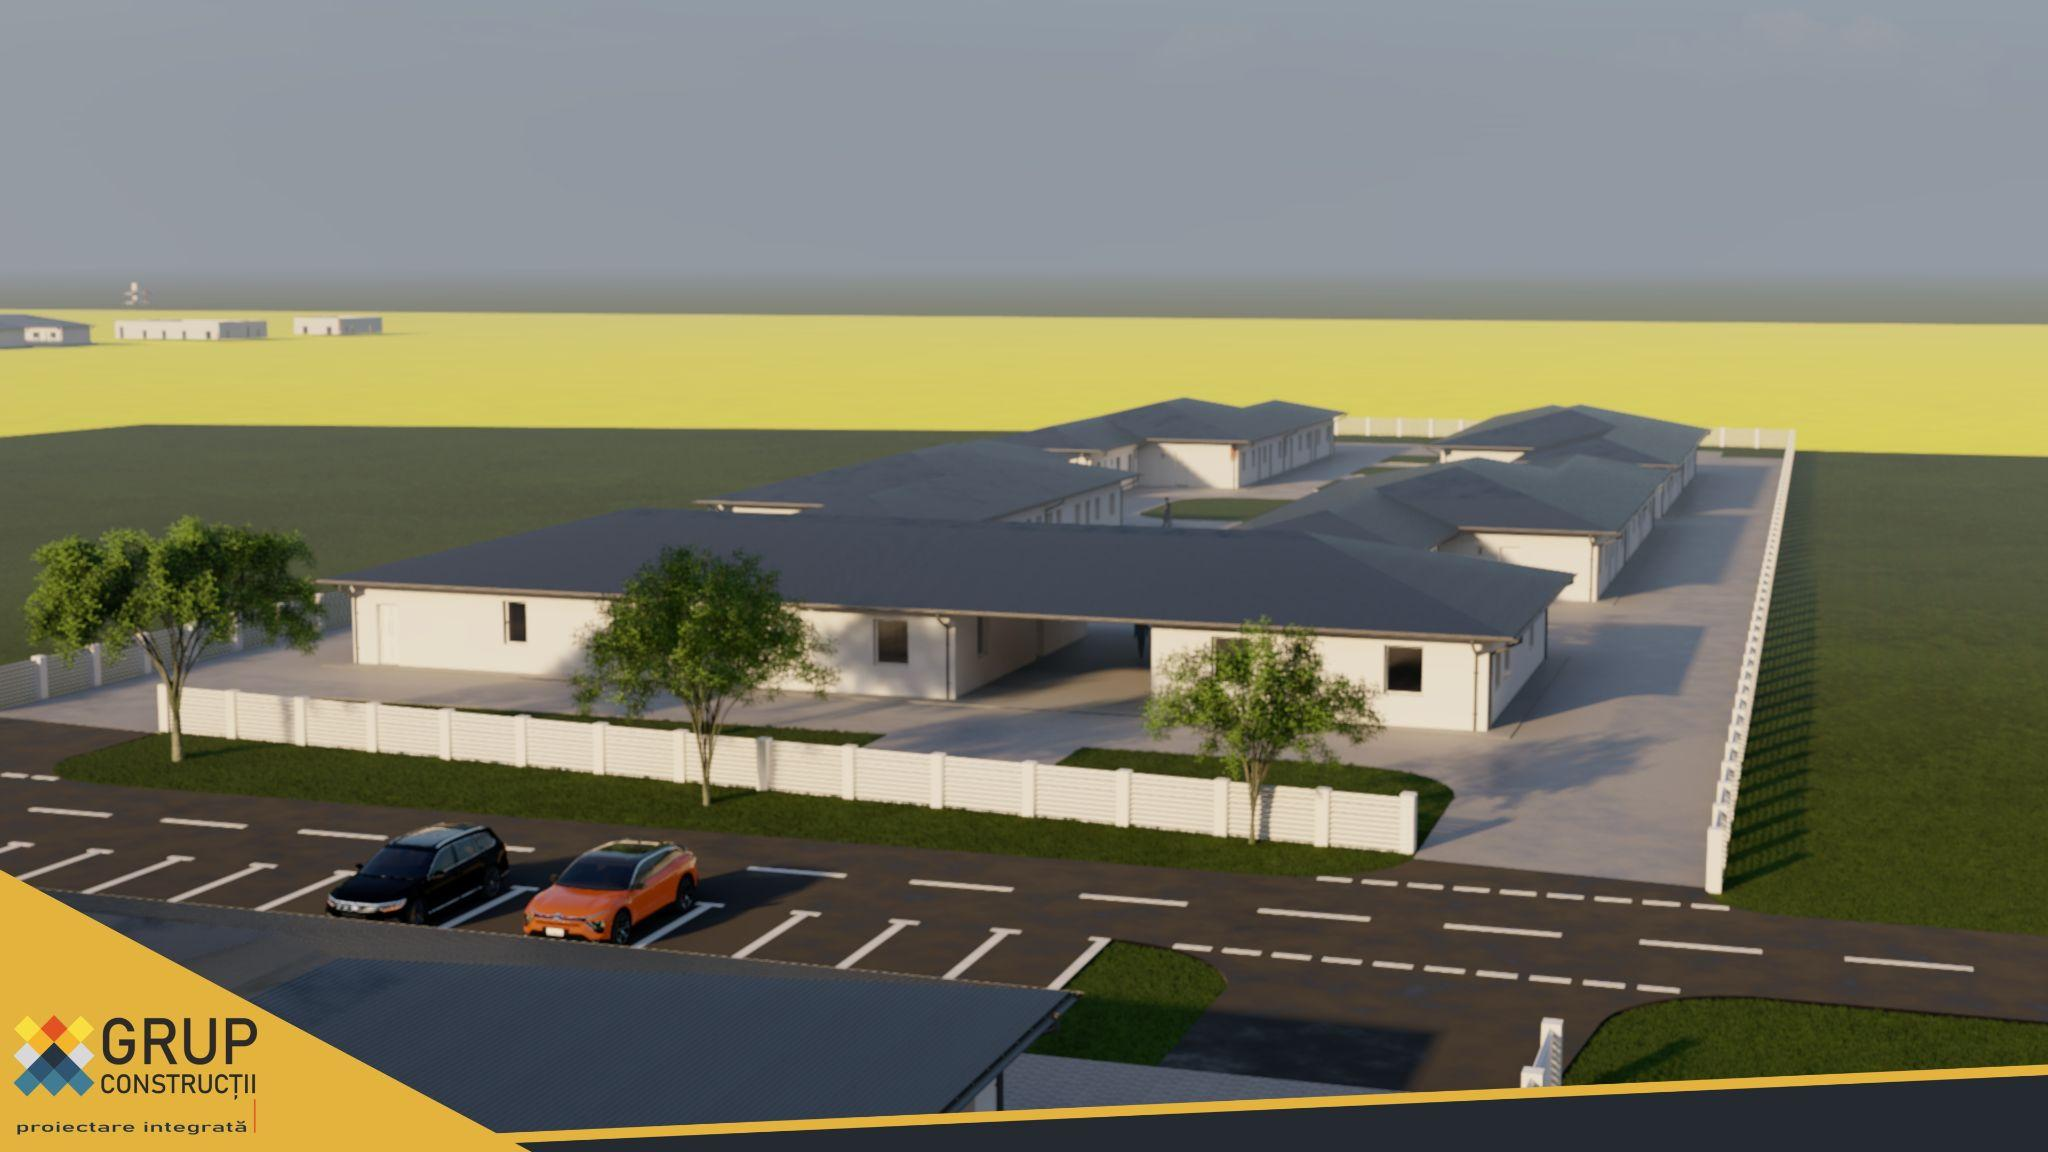 GRUP
CONSTRUCȚII
proiectare integrată